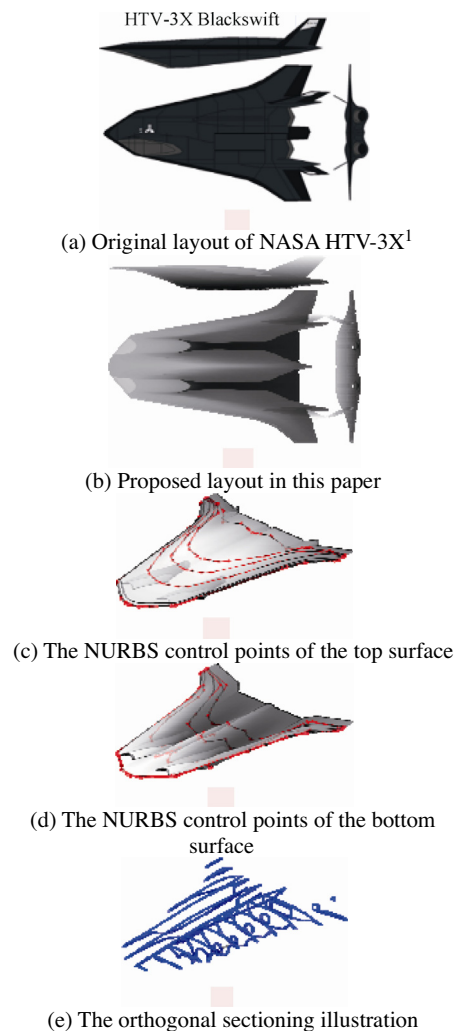 HTV-3X Blackswift
(a) Original layout of NASA HTV-3X1
(b) Proposed layout in this paper
(c) The NURBS control points of the top surface
(d) The NURBS control points of the bottom
surface
(e) The orthogonal sectioning illustration